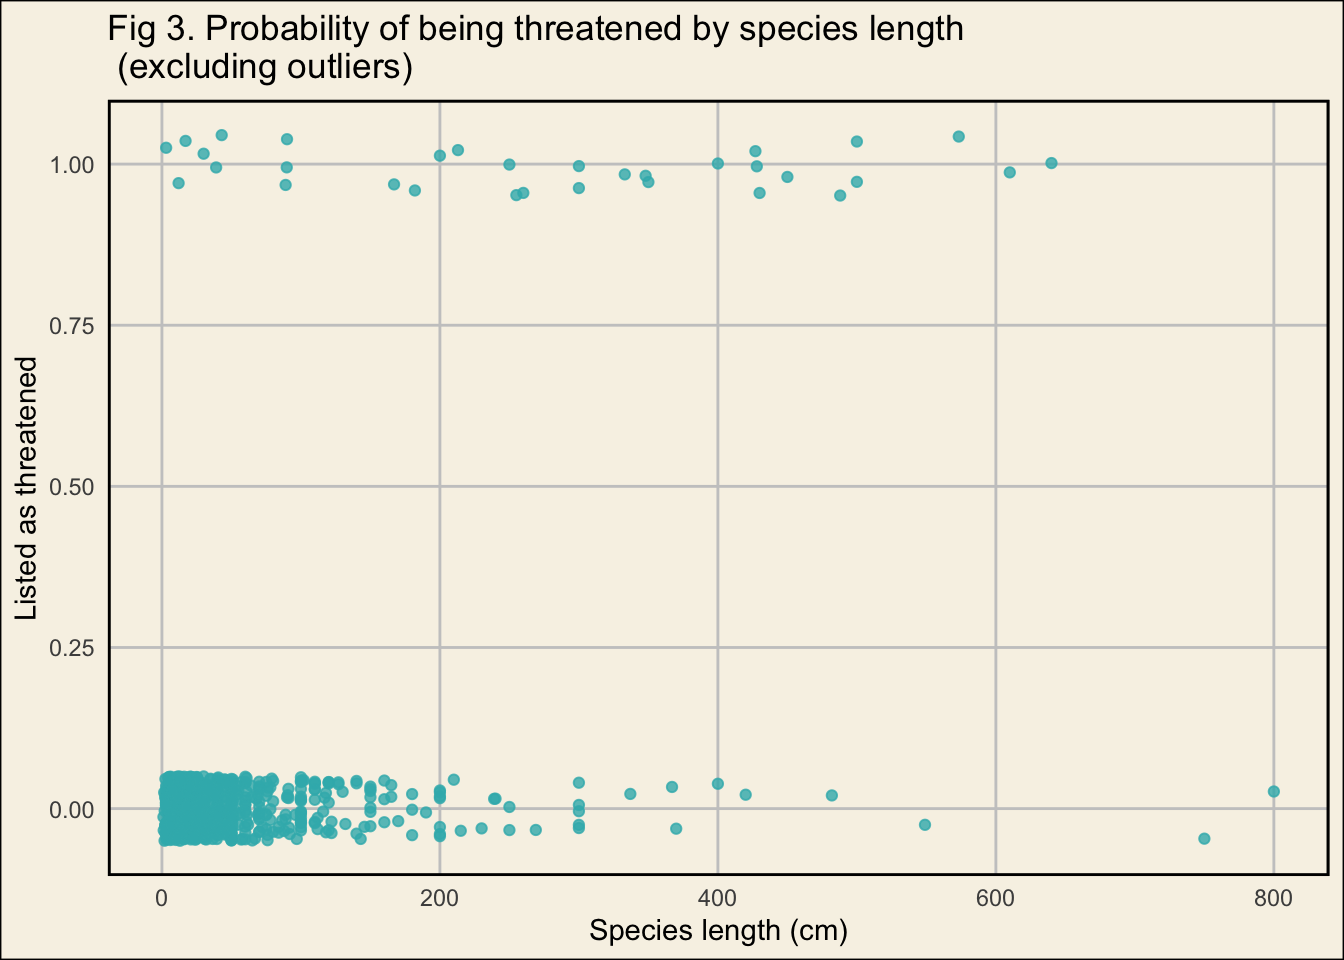 Fig 3. Probability of being threatened by species length
(excluding outliers)
1.00
0.75
0.50
0.25
0.00
Listed as threatened
0 200 400 600 800
Species length (cm)